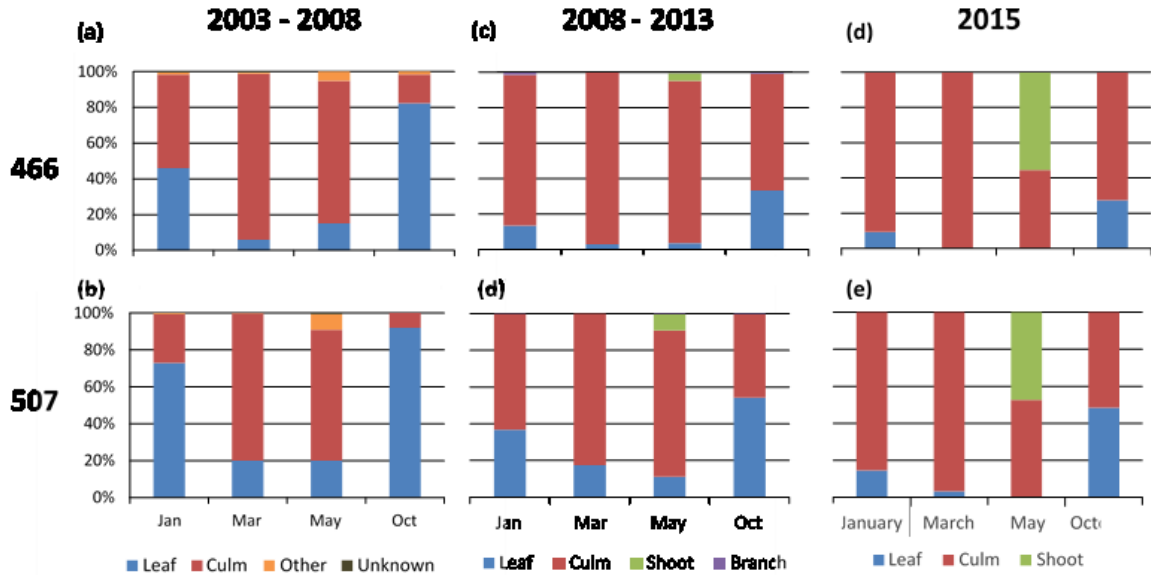 2003 - 2008 2008 - 2013 2015
(a) (c) (d)
466
100%
80%
60%
40%
20%
0%
(b) (d) (e)
507
100%
80%
60%
40%
20%
0%
Jan Mar May Oct Jan Mar May Oct January March May Octo
Leaf Culm Other Unknown Leaf Culm Shoot Branch Leaf Culm Shoot